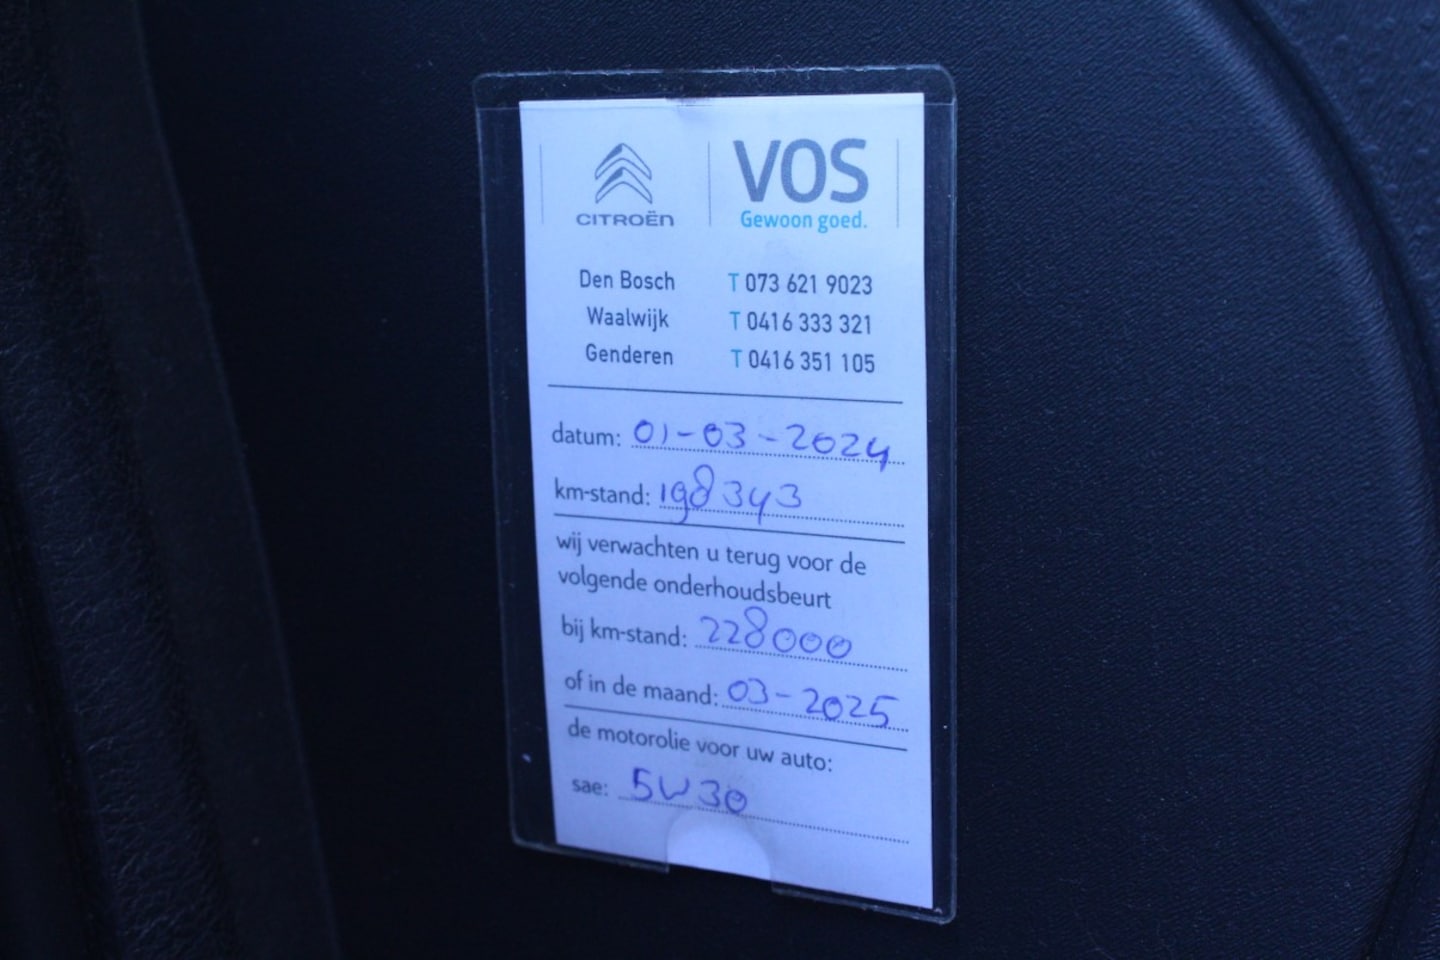 CITROËN
VOS
Gewoon goed.
Den Bosch T 073 621 9023
Waalwijk T 0416 333 321
Genderen T 0416 351 105
datum: 01-03-2024
km-stand: 198343
wij verwachten u terug voor de
volgende onderhoudsbeurt
bij km-stand: 228000
of in de maand: 03-2025
de motorolie voor uw auto:
sae: 5W30